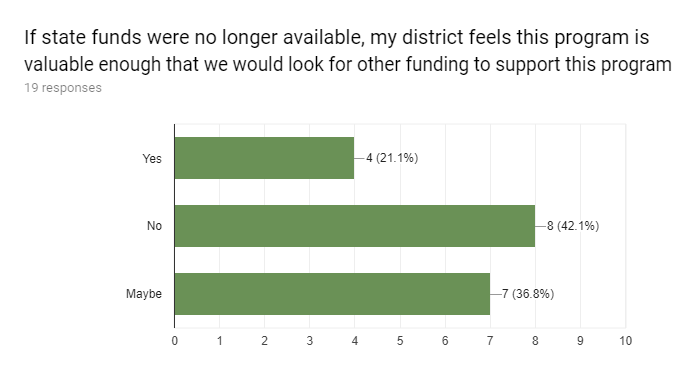 If state funds were no longer available, my district feels this program is
valuable enough that we would look for other funding to support this program
19 responses
Yes
4 (21.1%)
No
8 (42.1%)
Maybe
7 (36.8%)
0 1 2 3 4 5 6 7 8 9 10